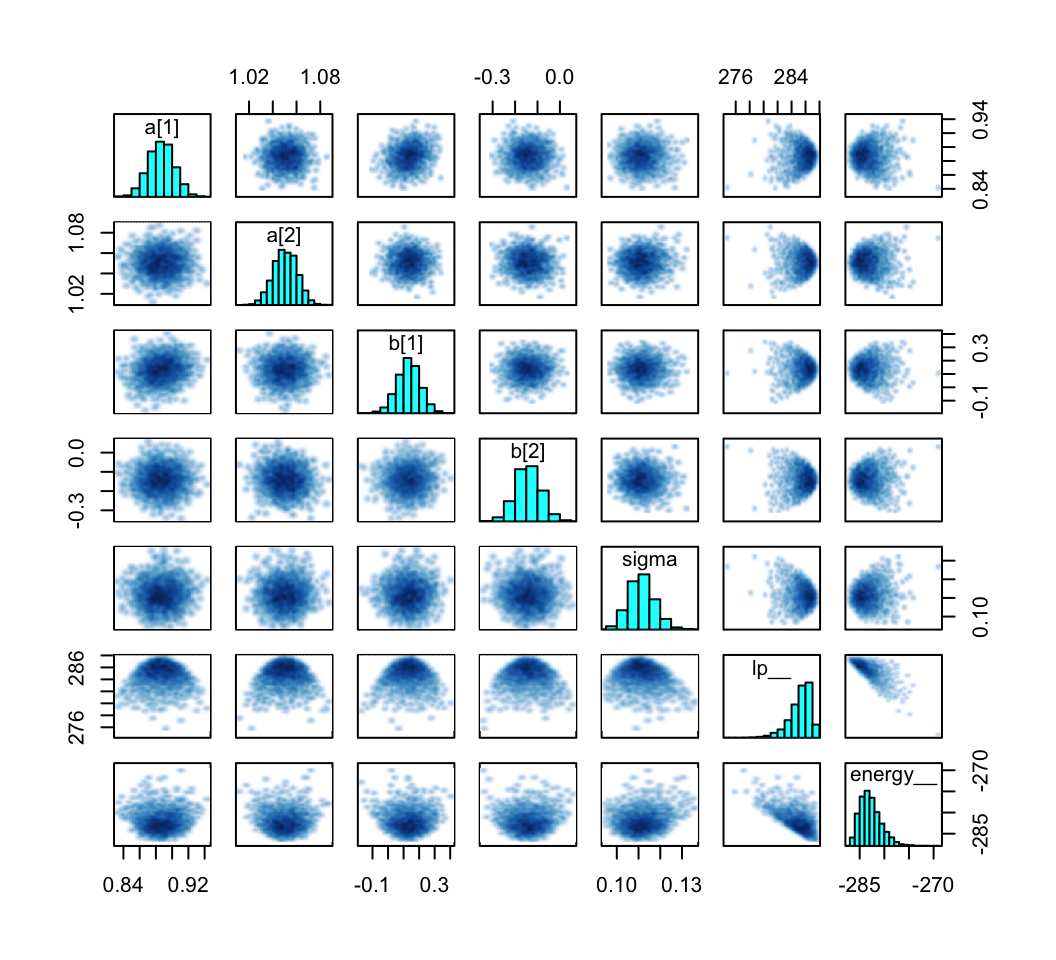 1.02 1.08 -0.3 0.0 276 284
a[1] 0.84 0.94
1.02 1.08 a[2]
b[1] -0.1 0.3
-0.3 0.0 b[2]
sigma 0.10
276 286 lp__
energy__ -285 -270
0.84 0.92 -0.1 0.3 0.10 0.13 -285 -270